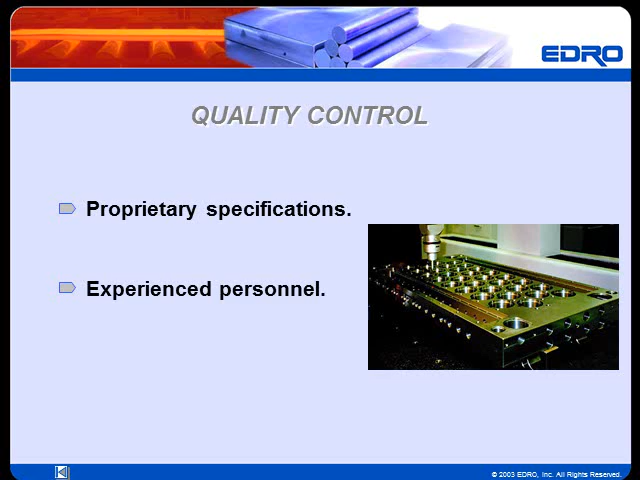 EDRO
QUALITY CONTROL
Proprietary specifications.
Experienced personnel.
© 2003 EDRO, Inc. All Rights Reserved.